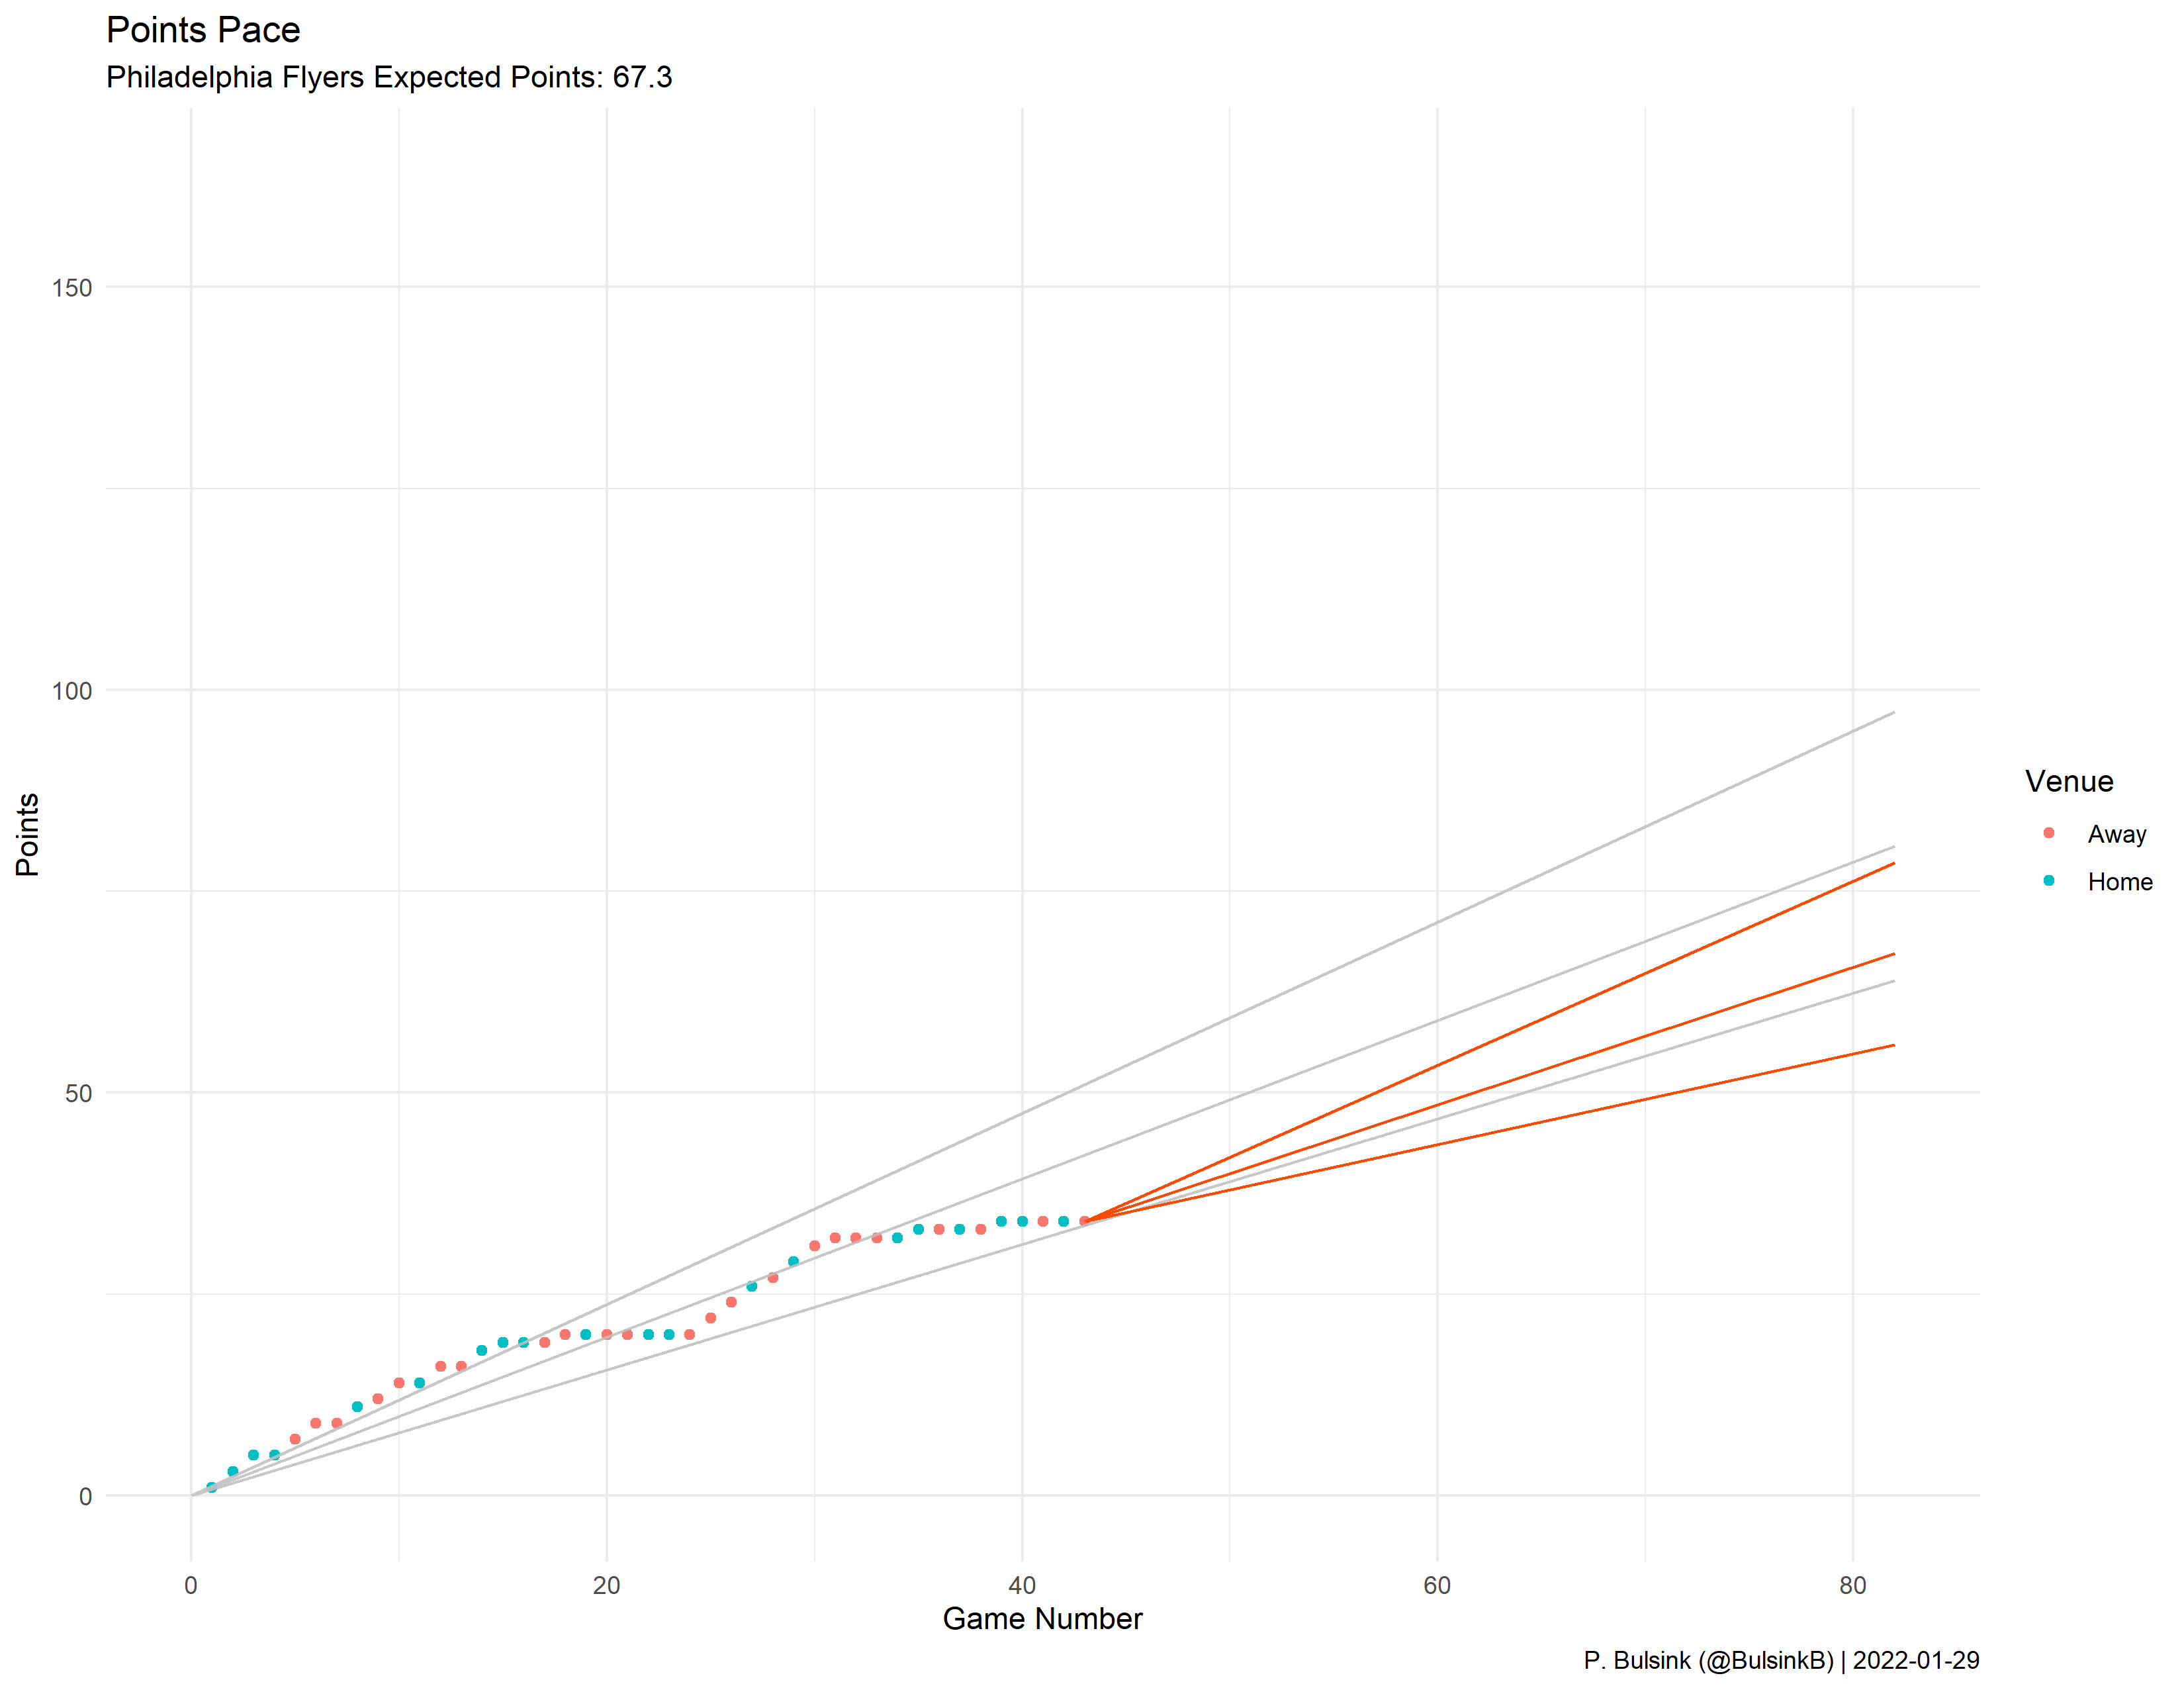 Points Pace
Philadelphia Flyers Expected Points: 67.3
150
100
50
0
Points
0 20 40 60 80
Game Number
Venue
Away
Home
P. Bulsink (@BulsinkB) | 2022-01-29